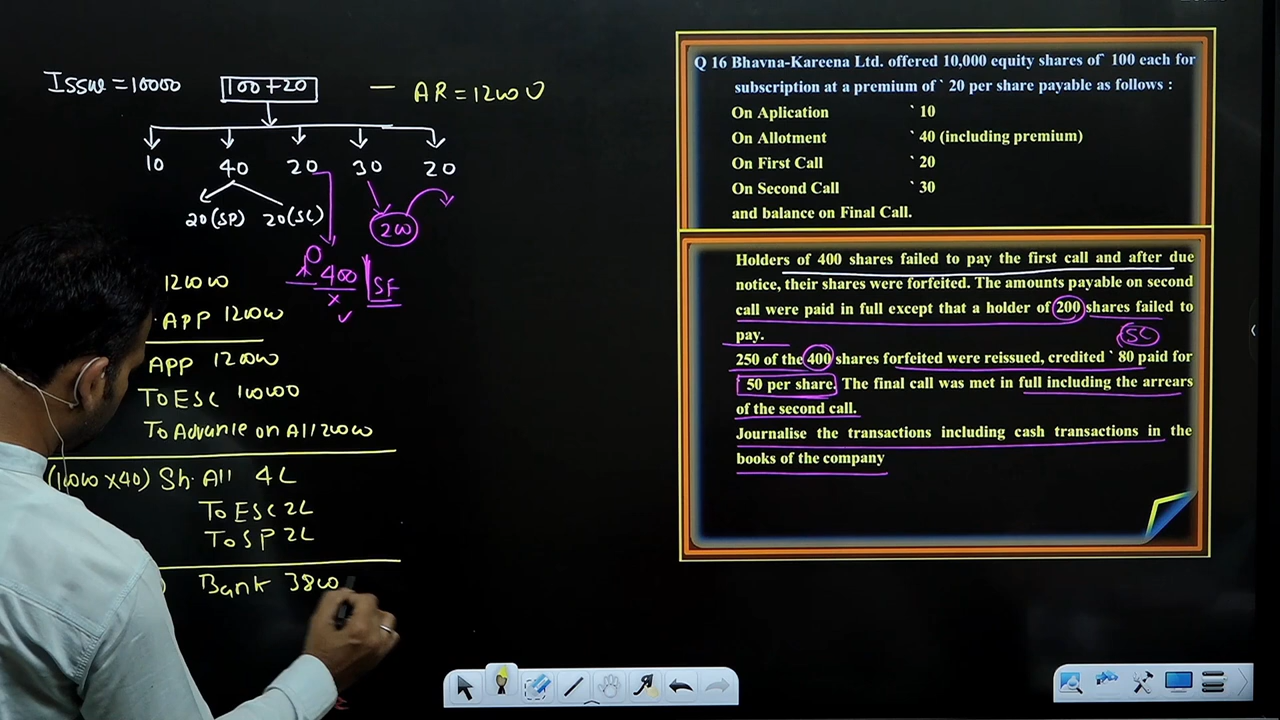 Issue = 10000 100+20 — AR = 12000
10 40 20 30 20
20(SP) 20(SC) 200
400 SF
x
12000
APP 12000
APP 12000
To ESC 10000
To Advance on All 20000
(10000 x 40) Sh. All 4L
To ESC 2L
To SP 2L
Bank 3800
Q 16 Bhavna-Kareena Ltd. offered 10,000 equity shares of 100 each for
subscription at a premium of ` 20 per share payable as follows :
On Aplication ` 10
On Allotment ` 40 (including premium)
On First Call ` 20
On Second Call ` 30
and balance on Final Call.
Holders of 400 shares failed to pay the first call and after due
notice, their shares were forfeited. The amounts payable on second
call were paid in full except that a holder of 200 shares failed to
pay.
SC
250 of the 400 shares forfeited were reissued, credited ` 80 paid for
` 50 per share. The final call was met in full including the arrears
of the second call.
Journalise the transactions including cash transactions in the
books of the company